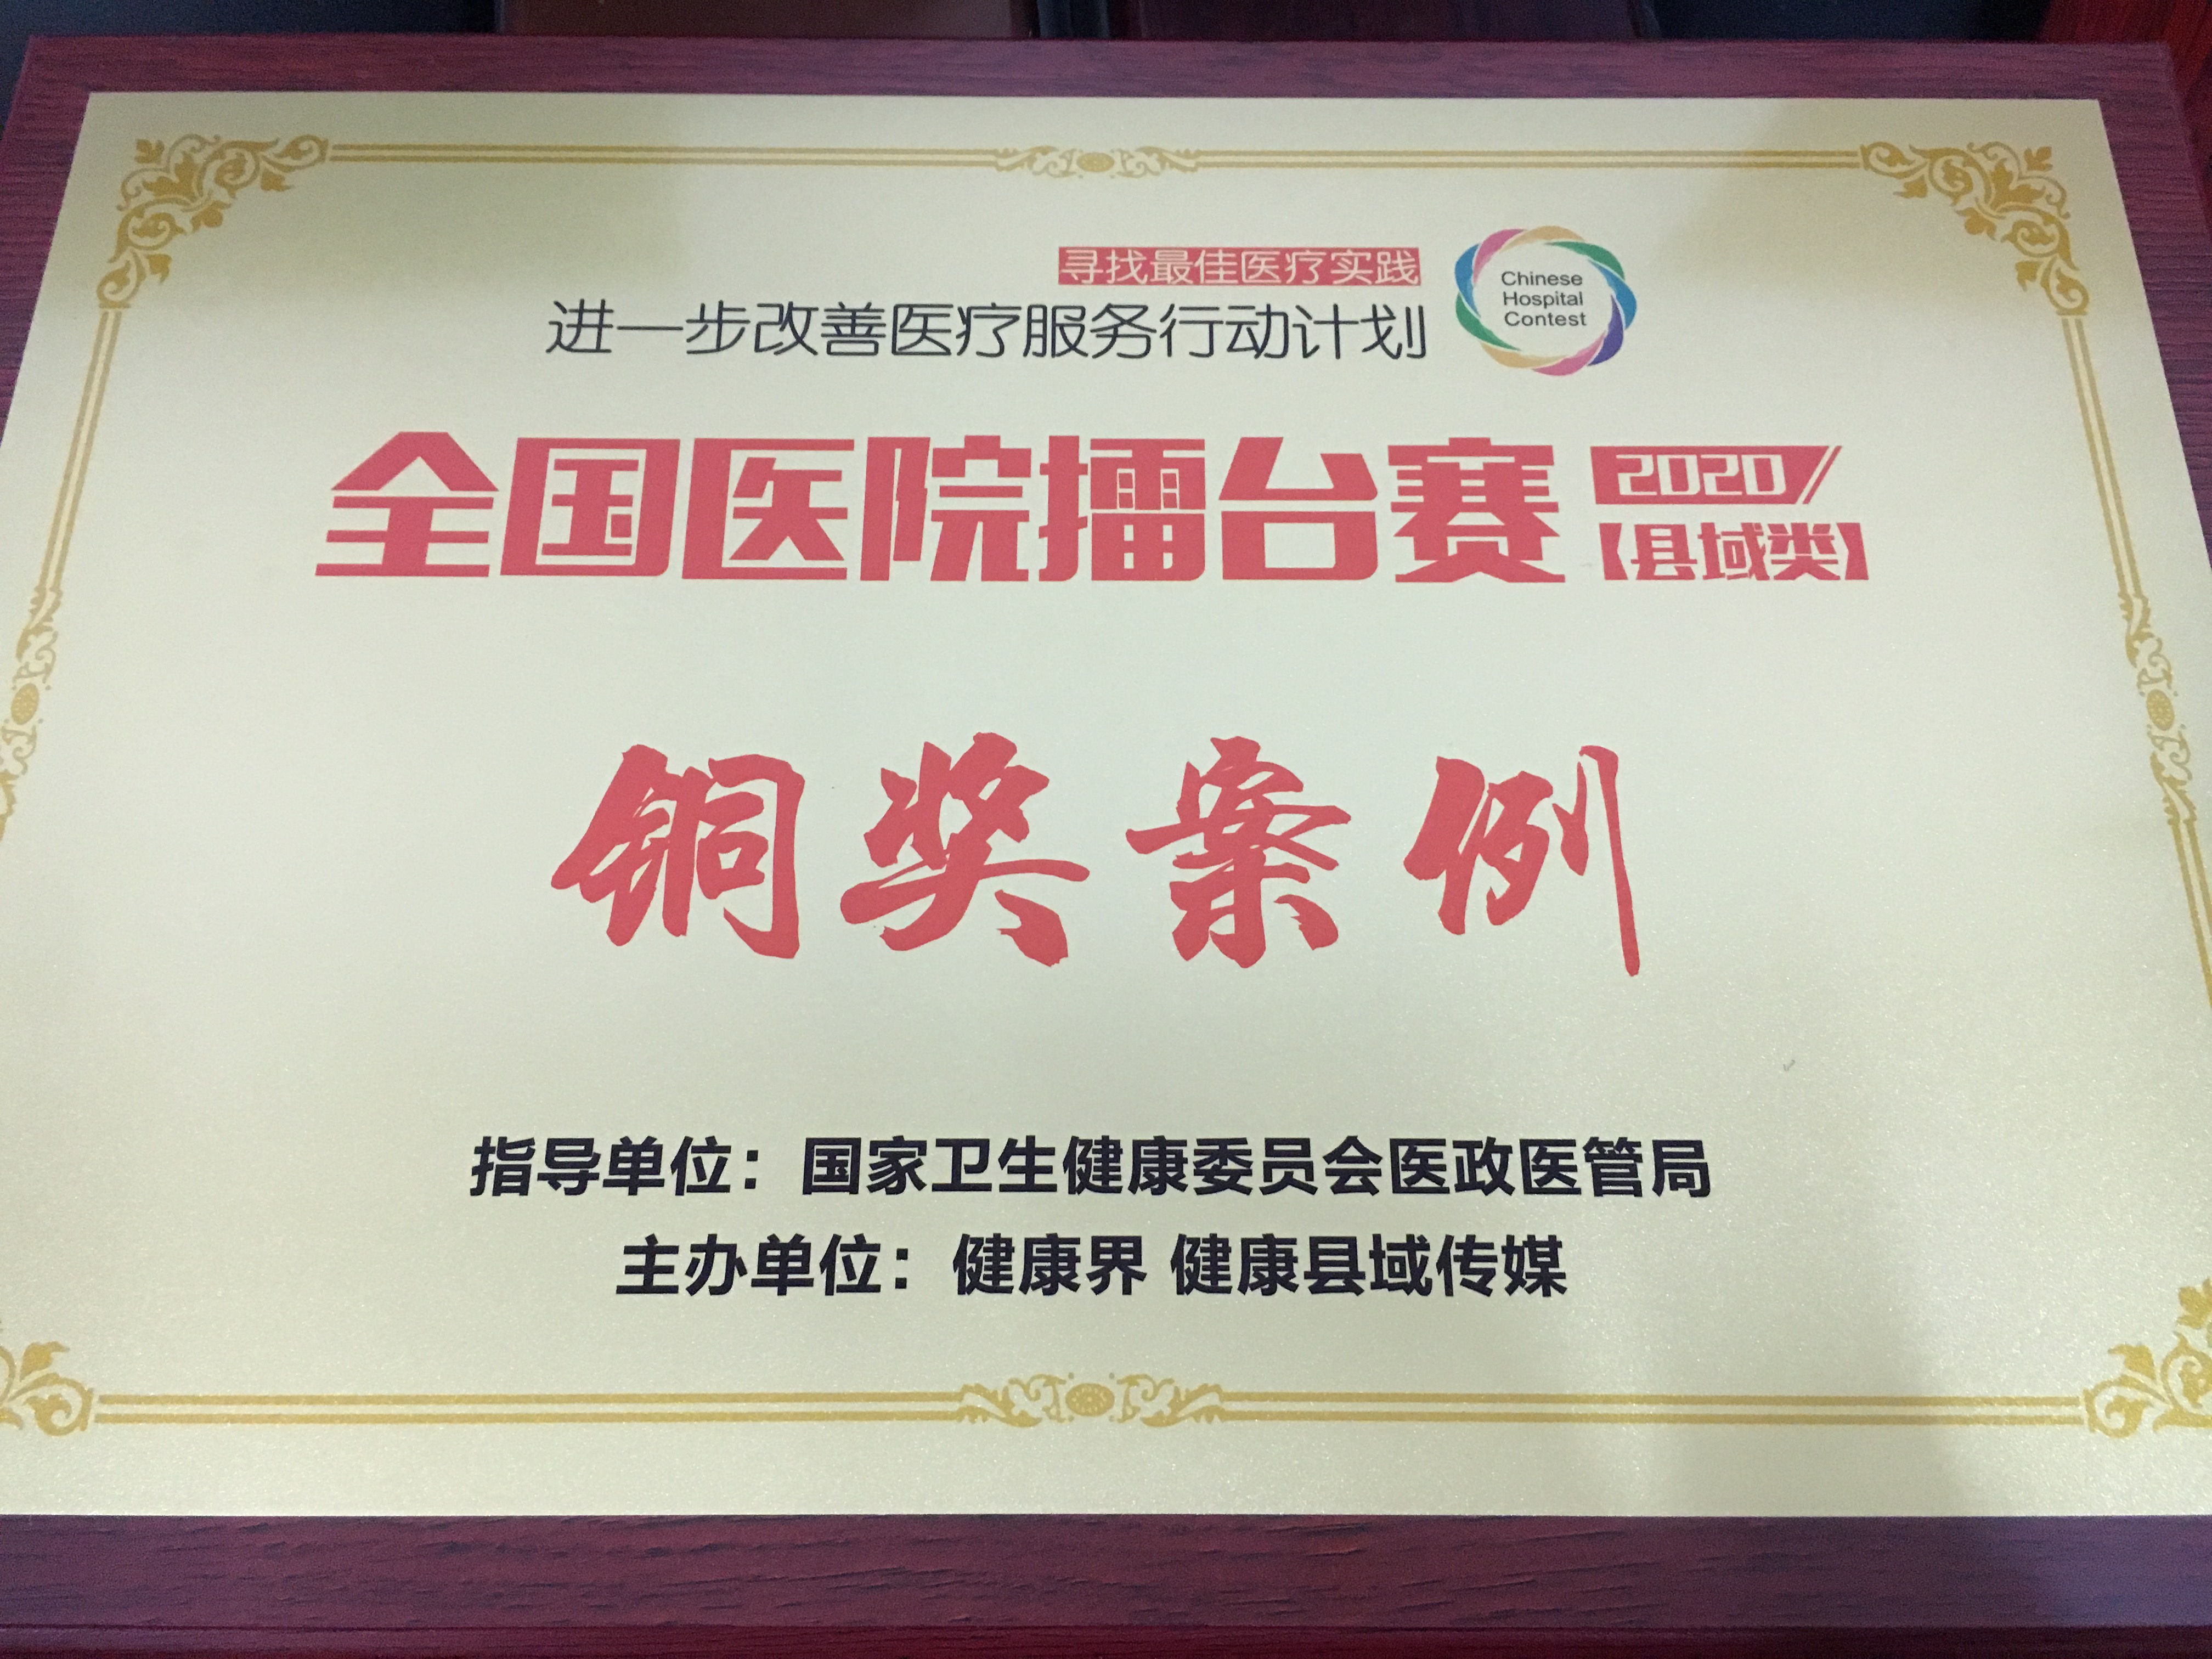 寻找最佳医疗实践
进一步改善医疗服务行动计划
Chinese
Hospital
Contest
全国医院擂台赛 2020
【县域类】
铜奖案例
指导单位：国家卫生健康委员会医政医管局
主办单位：健康界 健康县域传媒